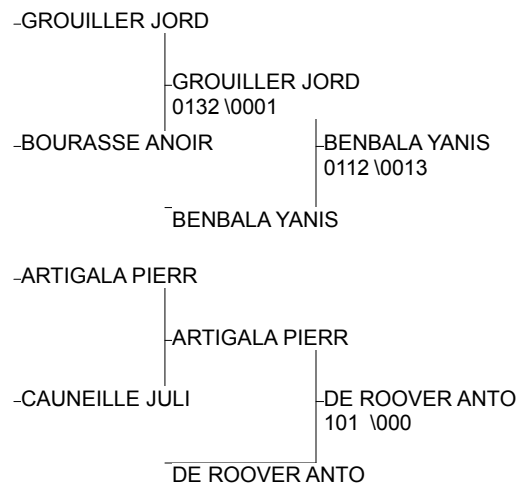 GROUILLER JORD
GROUILLER JORD
0132 \0001
BOURASSE ANOIR
BENBALA YANIS
0112 \0013
BENBALA YANIS
ARTIGALA PIERR
ARTIGALA PIERR
CAUNEILLE JULI
DE ROOVER ANTO
101 \000
DE ROOVER ANTO